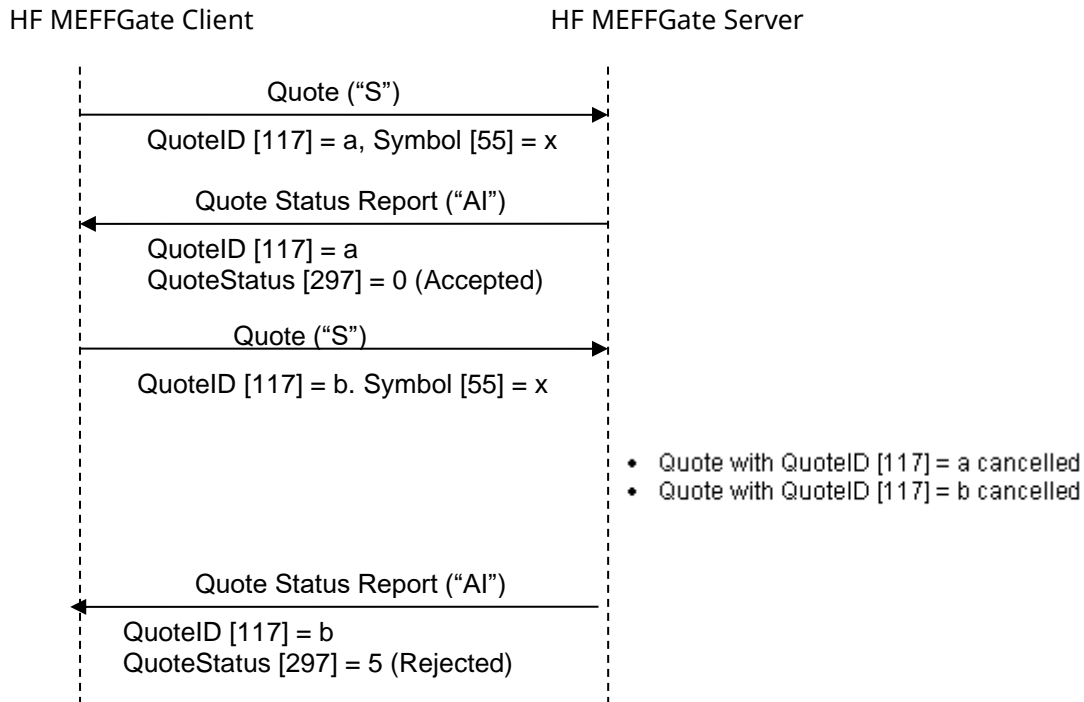 HF MEFFGate Client
HF MEFFGate Server
Quote (“S”)
QuoteID [117] = a, Symbol [55] = x
Quote Status Report (“AI”)
QuoteID [117] = a
QuoteStatus [297] = 0 (Accepted)
Quote (“S”)
QuoteID [117] = b. Symbol [55] = x
• Quote with QuoteID [117] = a cancelled
• Quote with QuoteID [117] = b cancelled
Quote Status Report (“AI”)
QuoteID [117] = b
QuoteStatus [297] = 5 (Rejected)